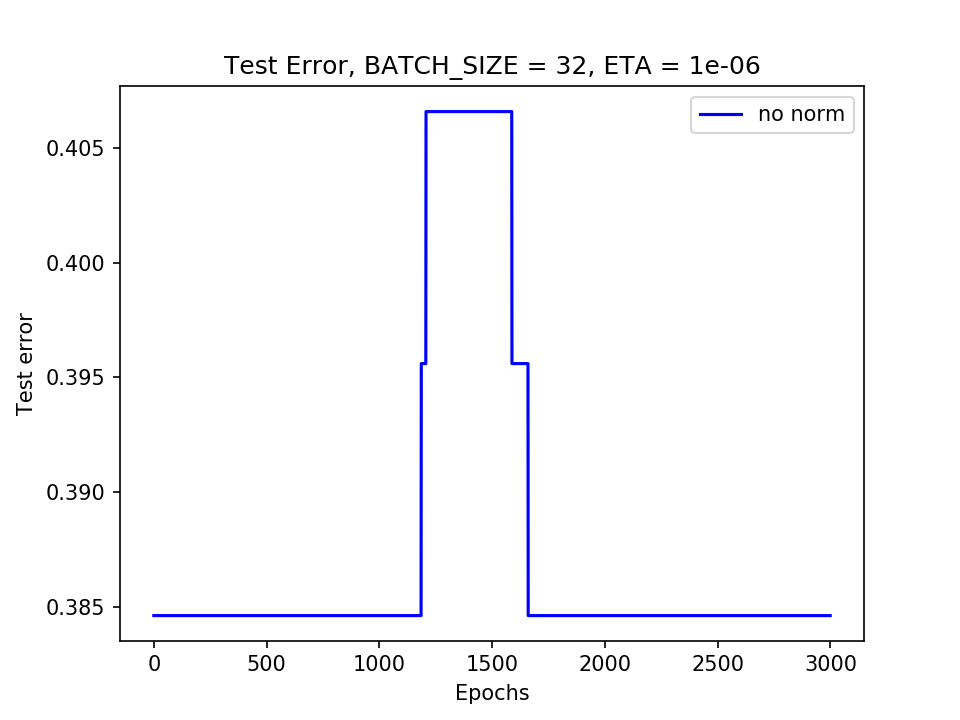 Test Error, BATCH_SIZE = 32, ETA = 1e-06
no norm
0.405
0.400
0.395
0.390
0.385
Test error
0 500 1000 1500 2000 2500 3000
Epochs